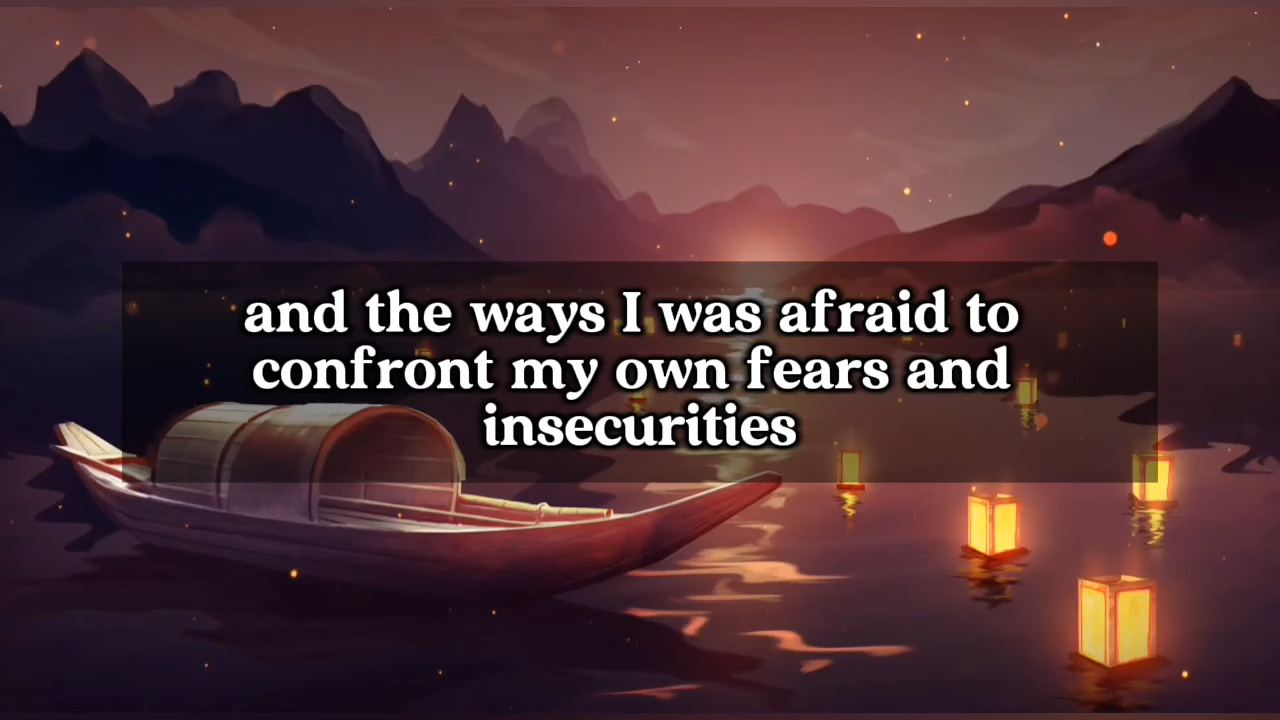 and the ways I was afraid to
confront my own fears and
insecurities